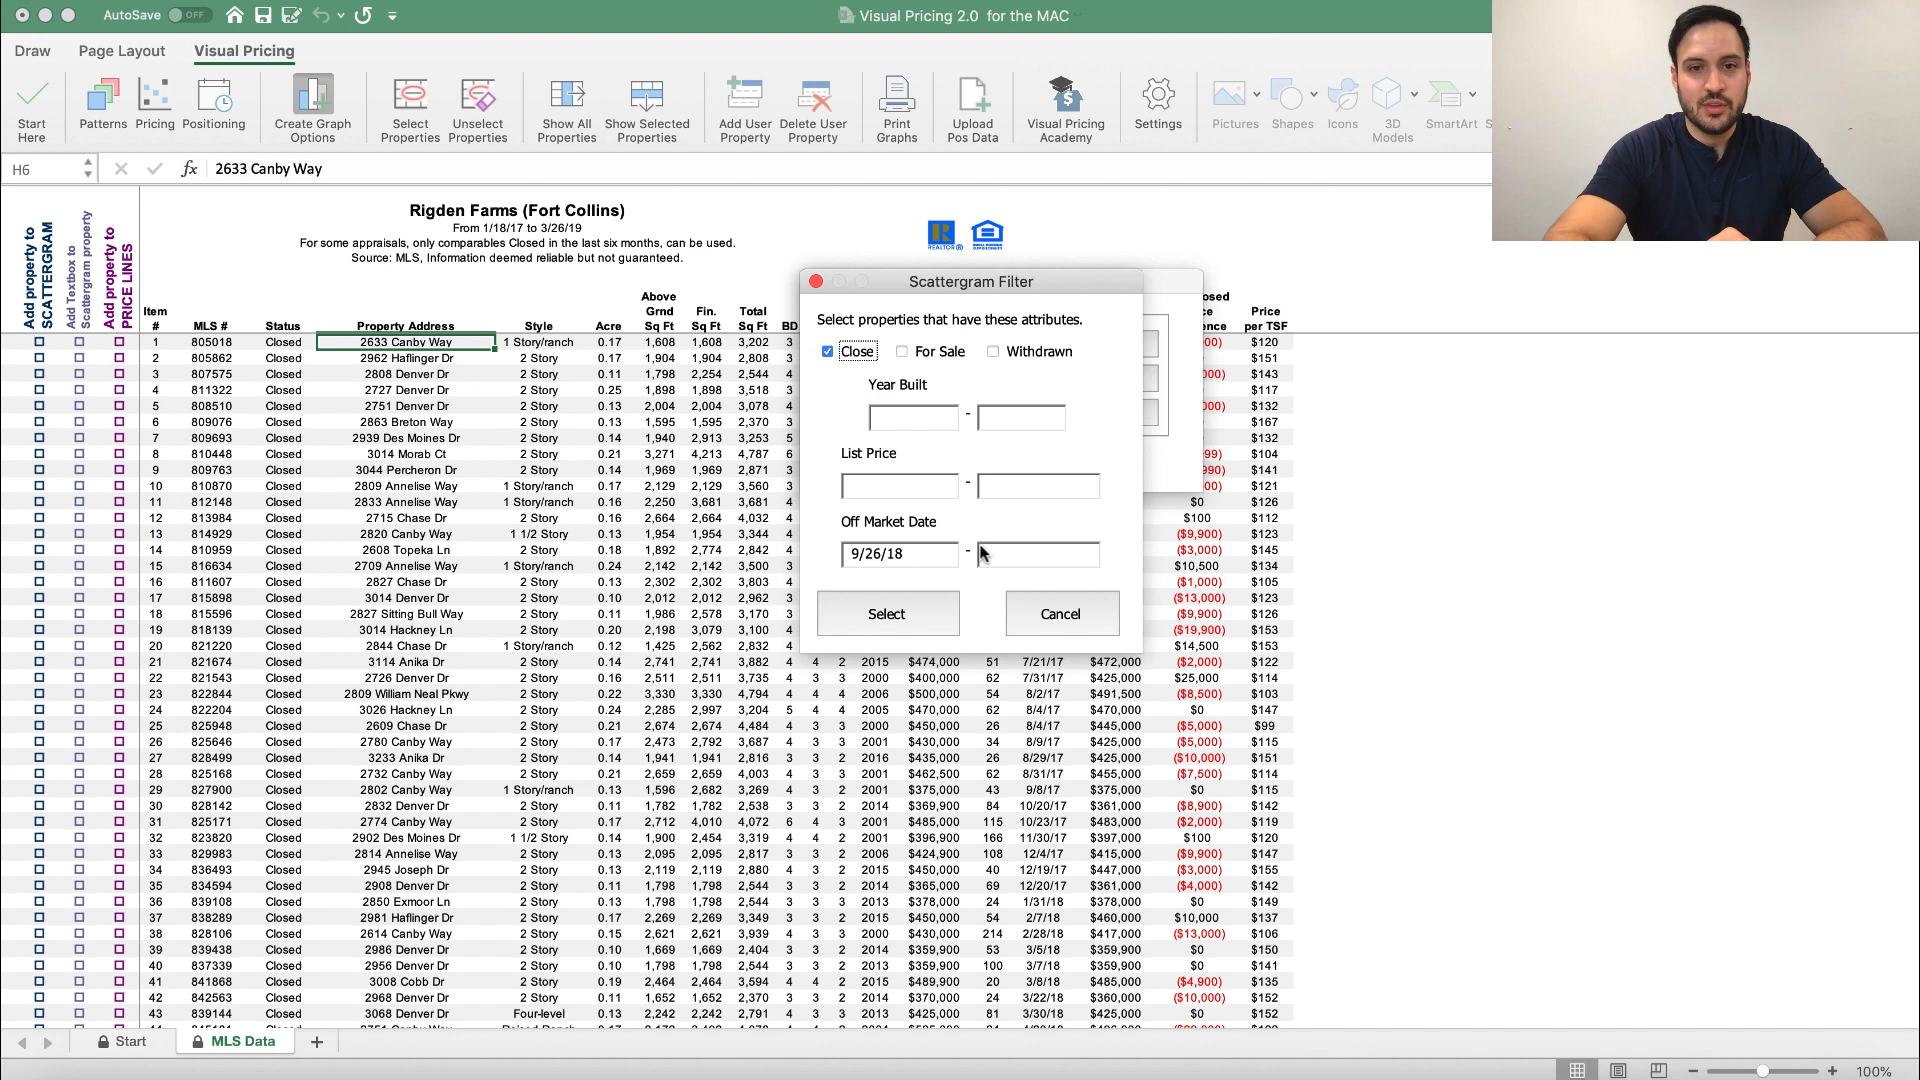 AutoSave OFF
Visual Pricing 2.0 for the MAC
Draw Page Layout Visual Pricing
Start Here
Patterns
Pricing
Positioning
Create Graph Options
Select Properties
Unselect Properties
Show All Properties
Show Selected Properties
Add User Property
Delete User Property
Print Graphs
Upload Pos Data
Visual Pricing Academy
Settings
Pictures
Shapes
Icons
3D Models
SmartArt
H6 fx 2633 Canby Way
Rigden Farms (Fort Collins)
From 1/18/17 to 3/26/19
For some appraisals, only comparables Closed in the last six months, can be used.
Source: MLS, Information deemed reliable but not guaranteed.
REALTOR®
Add property to SCATTERGRAM
Add Textbox to Scattergram property
Add property to PRICE LINES
Item # MLS # Status Property Address Style Acre Above Grnd Sq Ft Fin. Sq Ft Total Sq Ft BD osed ce ence Price per TSF
1 805018 Closed 2633 Canby Way 1 Story/ranch 0.17 1,608 1,608 3,202 3 00) $120
2 805862 Closed 2962 Haflinger Dr 2 Story 0.17 1,904 1,904 2,808 3 $151
3 807575 Closed 2808 Denver Dr 2 Story 0.11 1,798 2,254 2,544 4 000) $143
4 811322 Closed 2727 Denver Dr 2 Story 0.25 1,898 1,898 3,518 3 $117
5 808510 Closed 2751 Denver Dr 2 Story 0.13 2,004 2,004 3,078 4 000) $132
6 809076 Closed 2863 Breton Way 2 Story 0.13 1,595 1,595 2,370 3 $167
7 809693 Closed 2939 Des Moines Dr 2 Story 0.14 1,940 2,913 3,253 5 $132
8 810448 Closed 3014 Morab Ct 2 Story 0.21 3,271 4,213 4,787 6 99) $104
9 809763 Closed 3044 Percheron Dr 2 Story 0.14 1,969 1,969 2,871 3 990) $141
10 810870 Closed 2809 Annelise Way 1 Story/ranch 0.17 2,129 2,129 3,560 3 00) $121
11 812148 Closed 2833 Annelise Way 1 Story/ranch 0.16 2,250 3,681 3,681 4 $0 $126
12 813984 Closed 2715 Chase Dr 2 Story 0.16 2,664 2,664 4,032 4 $100 $112
13 814929 Closed 2820 Canby Way 1 1/2 Story 0.13 1,954 1,954 3,344 4 ($9,900) $123
14 810959 Closed 2608 Topeka Ln 2 Story 0.18 1,892 2,774 2,842 4 ($3,000) $145
15 816634 Closed 2709 Annelise Way 1 Story/ranch 0.24 2,142 2,142 3,500 3 $10,500 $134
16 811607 Closed 2827 Chase Dr 2 Story 0.13 2,302 2,302 3,803 4 ($1,000) $105
17 815898 Closed 3014 Denver Dr 2 Story 0.10 2,012 2,012 2,962 3 ($13,000) $123
18 815596 Closed 2827 Sitting Bull Way 2 Story 0.11 1,986 2,578 3,170 3 ($9,900) $126
19 818139 Closed 3014 Hackney Ln 2 Story 0.20 2,198 3,079 3,100 4 ($19,900) $153
20 821220 Closed 2844 Chase Dr 1 Story/ranch 0.12 1,425 2,562 2,832 4 $14,500 $153
21 821674 Closed 3114 Anika Dr 2 Story 0.14 2,741 2,741 3,882 4 4 2 2015 $474,000 51 7/21/17 $472,000 ($2,000) $122
22 821543 Closed 2726 Denver Dr 2 Story 0.16 2,511 2,511 3,735 4 3 3 2000 $400,000 62 7/31/17 $425,000 $25,000 $114
23 822844 Closed 2809 William Neal Pkwy 2 Story 0.22 3,330 3,330 4,794 4 4 4 2006 $500,000 54 8/2/17 $491,500 ($8,500) $103
24 822204 Closed 3026 Hackney Ln 2 Story 0.24 2,285 2,997 3,204 5 4 4 2005 $470,000 62 8/4/17 $470,000 $0 $147
25 825948 Closed 2609 Chase Dr 2 Story 0.21 2,674 2,674 4,484 4 3 3 2000 $450,000 26 8/4/17 $445,000 ($5,000) $99
26 825646 Closed 2780 Canby Way 2 Story 0.17 2,473 2,792 3,687 4 3 3 2001 $430,000 34 8/9/17 $425,000 ($5,000) $115
27 828499 Closed 3233 Anika Dr 2 Story 0.14 1,941 1,941 2,816 3 3 2 2016 $435,000 26 8/29/17 $425,000 ($10,000) $151
28 825168 Closed 2732 Canby Way 2 Story 0.21 2,659 2,659 4,003 4 3 3 2001 $462,500 62 8/31/17 $455,000 ($7,500) $114
29 827900 Closed 2802 Canby Way 1 Story/ranch 0.13 1,596 2,682 3,269 4 3 2 2001 $375,000 43 9/8/17 $375,000 $0 $115
30 828142 Closed 2832 Denver Dr 2 Story 0.11 1,782 1,782 2,538 3 3 2 2014 $369,900 84 10/20/17 $361,000 ($8,900) $142
31 825171 Closed 2774 Canby Way 2 Story 0.17 2,712 4,010 4,072 6 4 3 2001 $485,000 115 10/23/17 $483,000 ($2,000) $119
32 823820 Closed 2902 Des Moines Dr 1 1/2 Story 0.14 1,900 2,454 3,319 4 4 2 2001 $396,900 166 11/30/17 $397,000 $100 $120
33 829983 Closed 2814 Annelise Way 2 Story 0.13 2,095 2,095 2,817 3 3 2 2006 $424,900 108 12/4/17 $415,000 ($9,900) $147
34 836493 Closed 2945 Joseph Dr 2 Story 0.13 2,119 2,119 2,880 4 3 2 2015 $450,000 40 12/19/17 $447,000 ($3,000) $155
35 834594 Closed 2908 Denver Dr 2 Story 0.11 1,798 1,798 2,544 3 3 2 2014 $365,000 69 12/20/17 $361,000 ($4,000) $142
36 839108 Closed 2850 Exmoor Ln 2 Story 0.13 1,798 1,798 2,544 3 3 3 2013 $378,000 24 1/31/18 $378,000 $0 $149
37 838289 Closed 2981 Haflinger Dr 2 Story 0.17 2,269 2,269 3,349 3 3 2 2015 $450,000 54 2/7/18 $460,000 $10,000 $137
38 828106 Closed 2614 Canby Way 2 Story 0.15 2,621 2,621 3,939 4 3 3 2000 $430,000 214 2/28/18 $417,000 ($13,000) $106
39 839438 Closed 2986 Denver Dr 2 Story 0.10 1,669 1,669 2,404 3 3 2 2014 $359,900 53 3/5/18 $359,900 $0 $150
40 837339 Closed 2956 Denver Dr 2 Story 0.10 1,798 1,798 2,544 3 3 2 2013 $359,900 100 3/7/18 $359,900 $0 $141
41 841868 Closed 3008 Cobb Dr 2 Story 0.19 2,464 2,464 3,594 4 4 2 2015 $489,900 20 3/8/18 $485,000 ($4,900) $135
42 842563 Closed 2968 Denver Dr 2 Story 0.11 1,652 1,652 2,370 3 3 2 2014 $370,000 24 3/22/18 $360,000 ($10,000) $152
43 839144 Closed 3068 Denver Dr Four-level 0.13 2,242 2,242 2,791 4 3 3 2013 $425,000 81 3/30/18 $425,000 $0 $152
Scattergram Filter
Select properties that have these attributes.
Close For Sale Withdrawn
Year Built
-
List Price
-
Off Market Date
9/26/18 -
Select Cancel
Start MLS Data +
100%